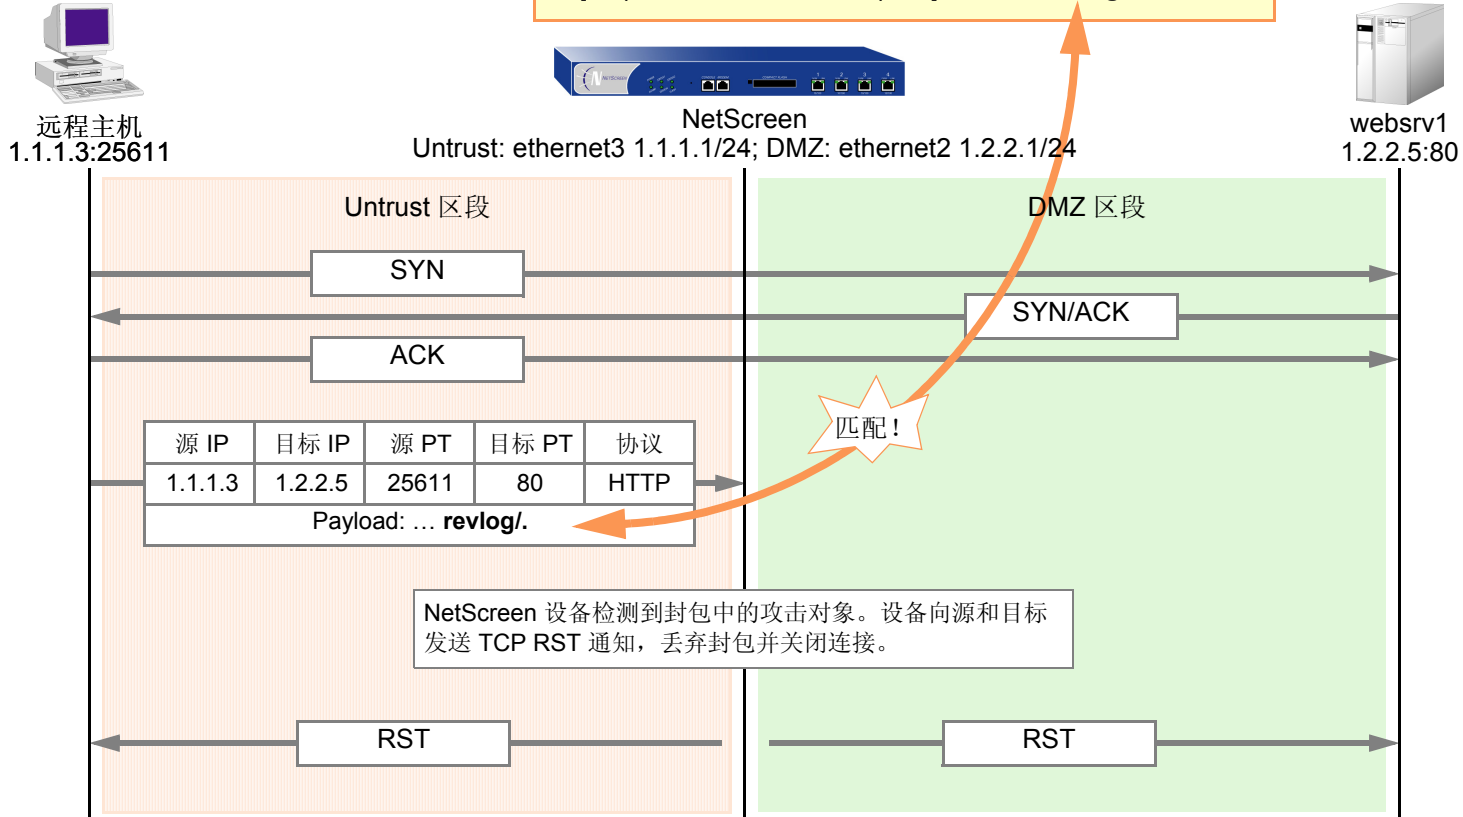 远程主机
1.1.1.3:25611
NetScreen
NetScreen
Untrust: ethernet3 1.1.1.1/24; DMZ: ethernet2 1.2.2.1/24
websrv1
1.2.2.5:80
Untrust 区段
DMZ 区段
SYN
SYN/ACK
ACK
匹配！
源 IP 目标 IP 源 PT 目标 PT 协议
1.1.1.3 1.2.2.5 25611 80 HTTP
Payload: … revlog/.
NetScreen 设备检测到封包中的攻击对象。设备向源和目标
发送 TCP RST 通知，丢弃封包并关闭连接。
RST
RST